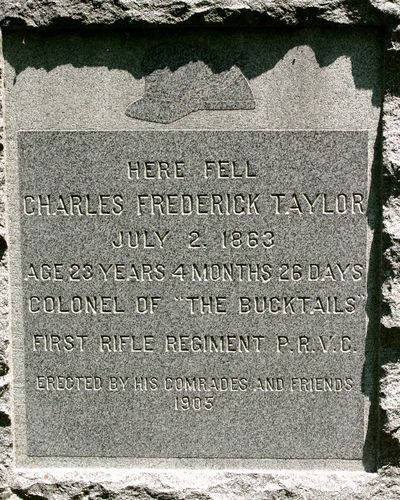 HERE FELL
CHARLES FREDERICK TAYLOR
JULY 2. 1863
AGE 23 YEARS 4 MONTHS 26 DAYS
COLONEL OF "THE BUCKTAILS"
FIRST RIFLE REGIMENT P.R.V.C.
ERECTED BY HIS COMRADES AND FRIENDS
1905